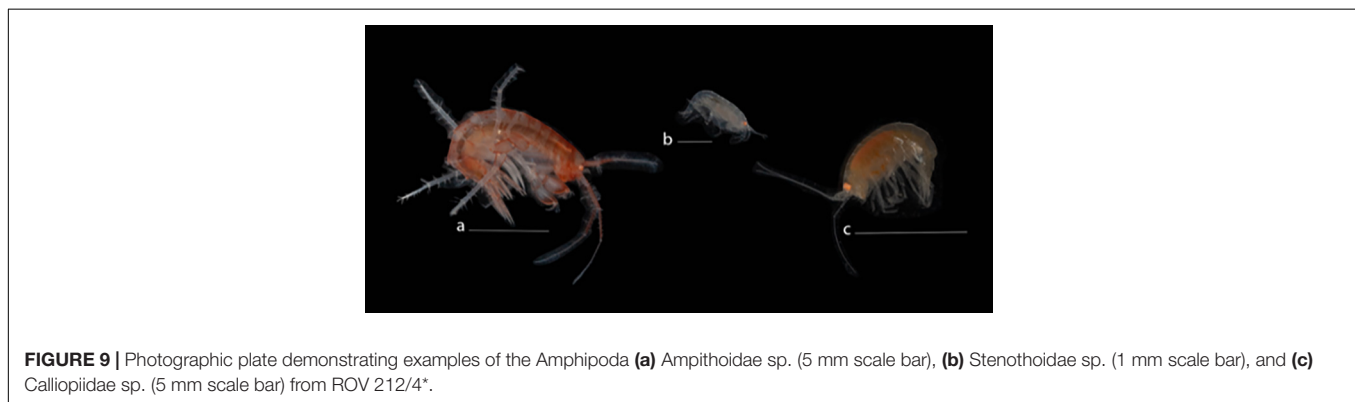 a
b
c
FIGURE 9 | Photographic plate demonstrating examples of the Amphipoda (a) Ampithoidae sp. (5 mm scale bar), (b) Stenothoidae sp. (1 mm scale bar), and (c)
Calliopiidae sp. (5 mm scale bar) from ROV 212/4*.